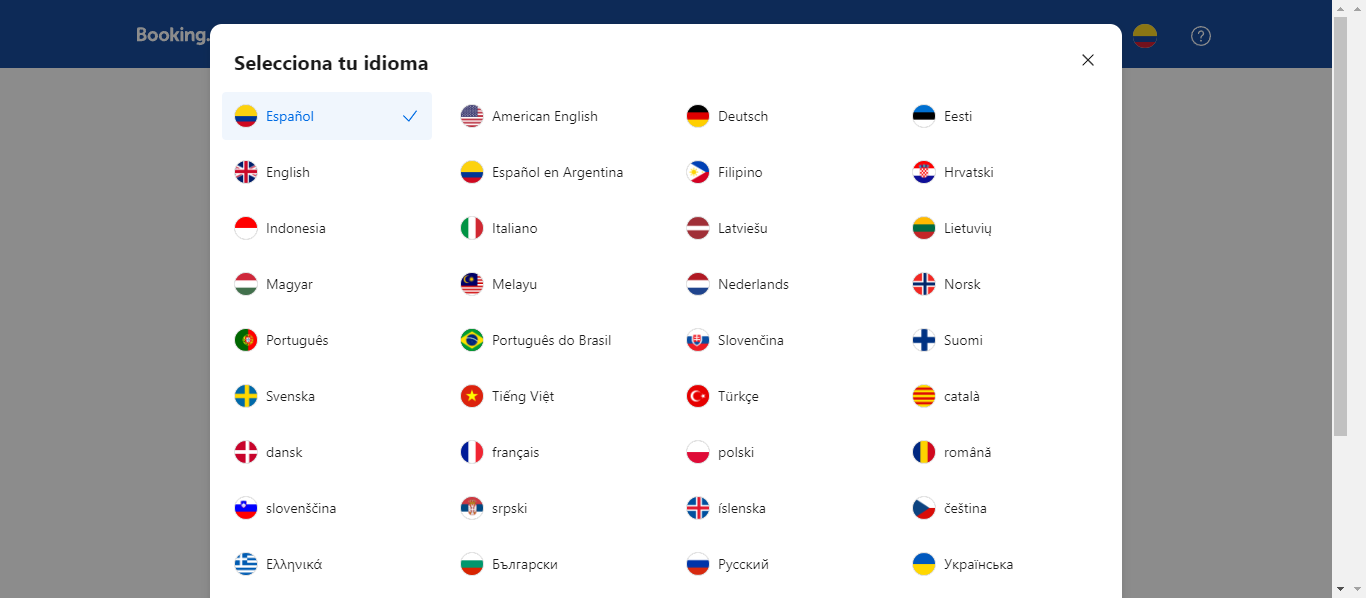 Booking.
Selecciona tu idioma
Español
American English
Deutsch
Eesti
English
Español en Argentina
Filipino
Hrvatski
Indonesia
Italiano
Latviešu
Lietuvių
Magyar
Melayu
Nederlands
Norsk
Português
Português do Brasil
Slovenčina
Suomi
Svenska
Tiếng Việt
Türkçe
català
dansk
français
polski
română
slovenščina
srpski
íslenska
čeština
Ελληνικά
Български
Русский
Українська